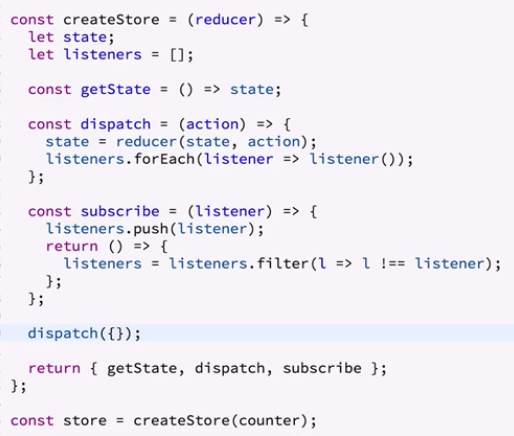 const createStore = (reducer) => {
  let state;
  let listeners = [];

  const getState = () => state;

  const dispatch = (action) => {
    state = reducer(state, action);
    listeners.forEach(listener => listener());
  };

  const subscribe = (listener) => {
    listeners.push(listener);
    return () => {
      listeners = listeners.filter(l => l !== listener);
    };
  };

  dispatch({});

  return { getState, dispatch, subscribe };
};

const store = createStore(counter);